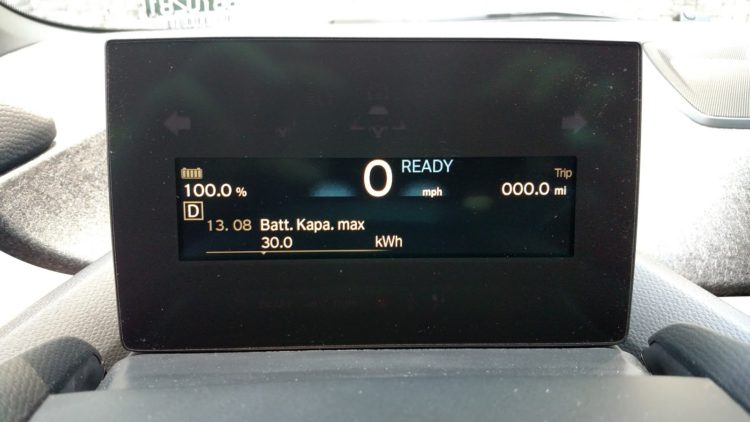 0 READY
mph
100.0 %
Trip
000.0 mi
D
13. 08 Batt. Kapa. max
30.0 kWh